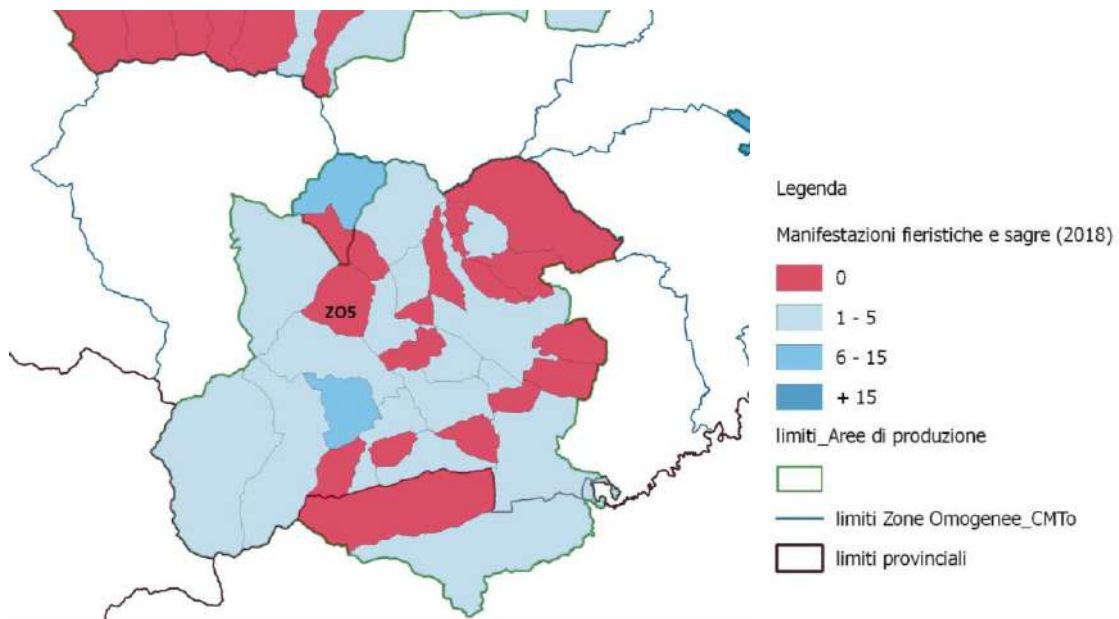 ZO5
Legenda
Manifestazioni fieristiche e sagre (2018)
0
1 - 5
6 - 15
+ 15
limiti_Aree di produzione
limiti Zone Omogenee_CMTo
limiti provinciali